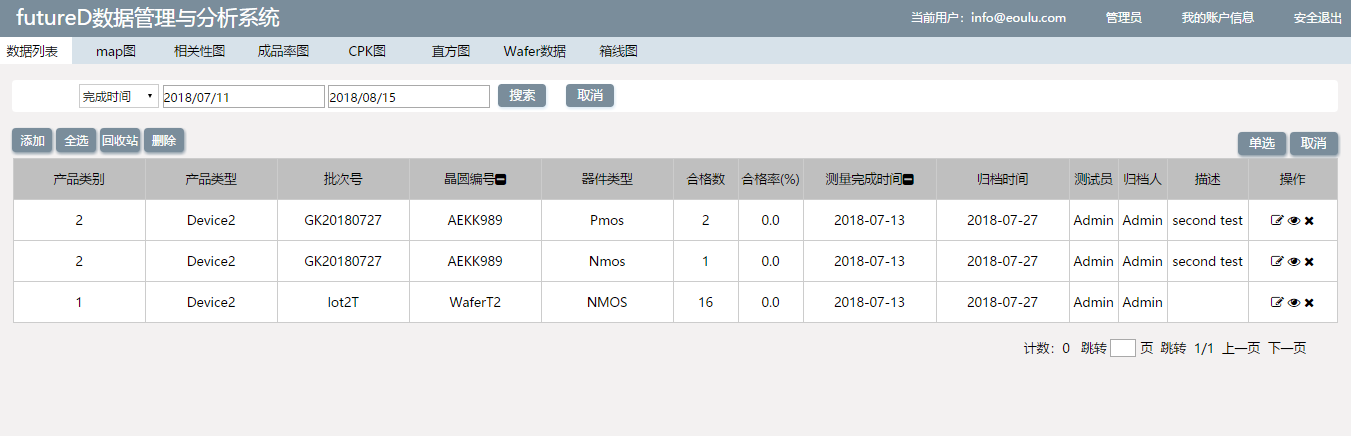 futureD数据管理与分析系统 当前用户：info@eoulu.com 管理员 我的账户信息 安全退出
数据列表 map图 相关性图 成品率图 CPK图 直方图 Wafer数据 箱线图
完成时间 2018/07/11 2018/08/15 搜索 取消
添加 全选 回收站 删除 单选 取消
产品类别 产品类型 批次号 晶圆编号 器件类型 合格数 合格率(%) 测量完成时间 归档时间 测试员 归档人 描述 操作
2 Device2 GK20180727 AEKK989 Pmos 2 0.0 2018-07-13 2018-07-27 Admin Admin second test
2 Device2 GK20180727 AEKK989 Nmos 1 0.0 2018-07-13 2018-07-27 Admin Admin second test
1 Device2 lot2T WaferT2 NMOS 16 0.0 2018-07-13 2018-07-27 Admin Admin
计数：0 跳转 页 跳转 1/1 上一页 下一页